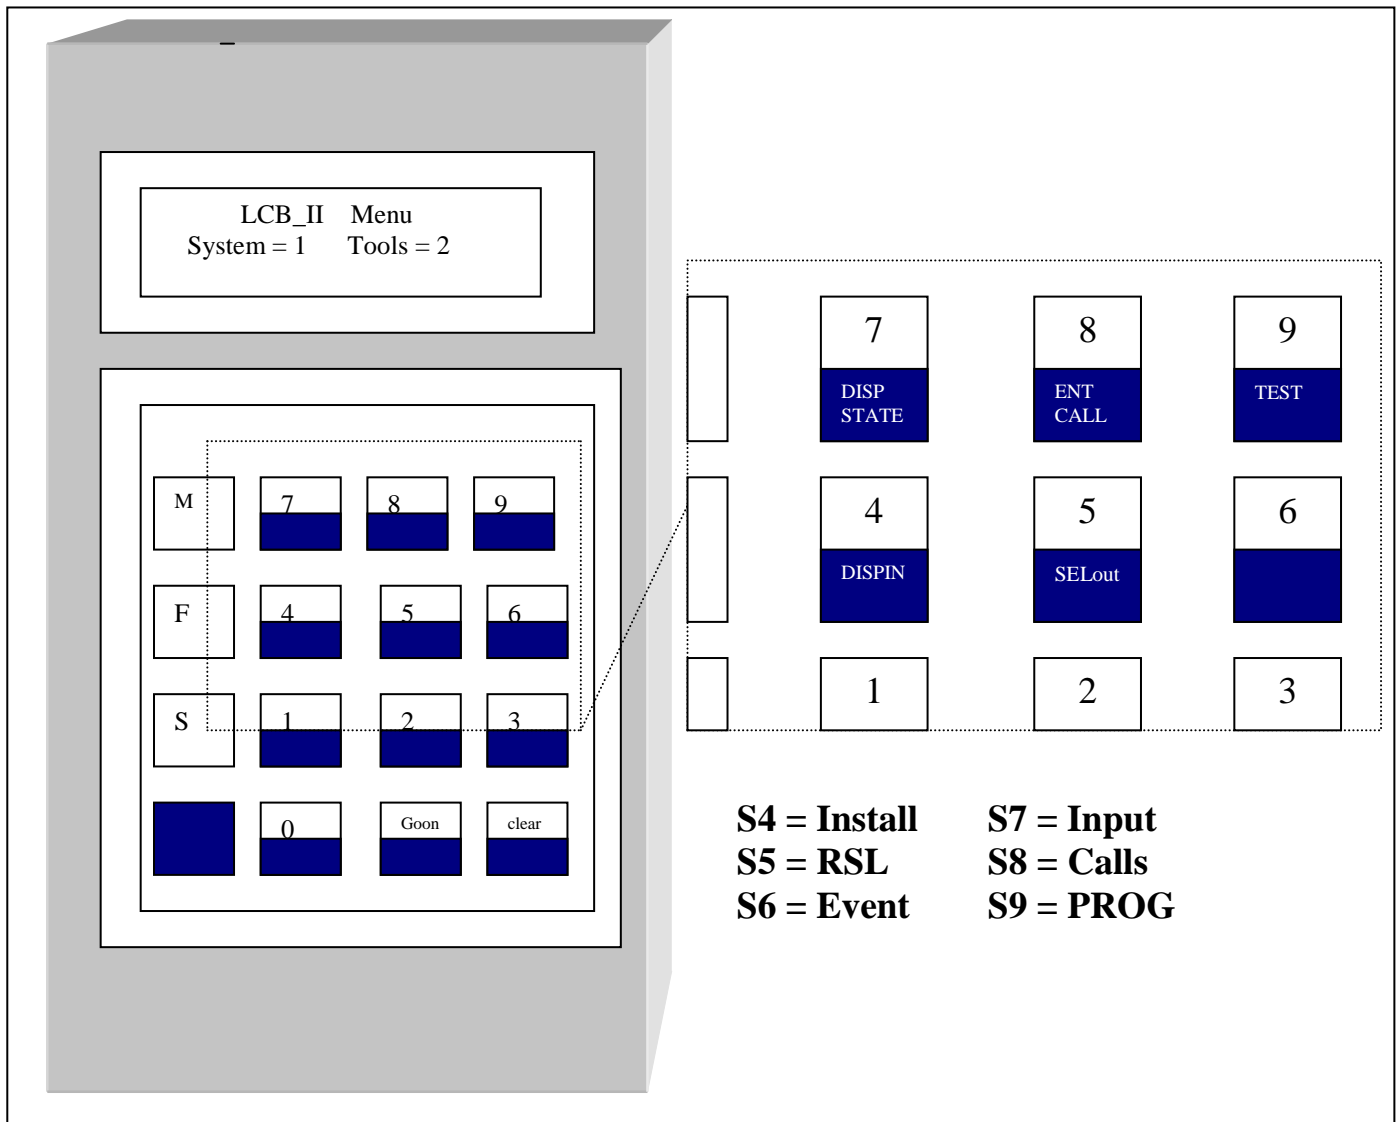 LCB_II Menu
System = 1 Tools = 2
M 7 8 9
F 4 5 6
S 1 2 3
0 Goon clear
7 8 9
DISP ENT TEST
STATE CALL
4 5 6
DISPIN SELout
1 2 3
S4 = Install S7 = Input
S5 = RSL S8 = Calls
S6 = Event S9 = PROG